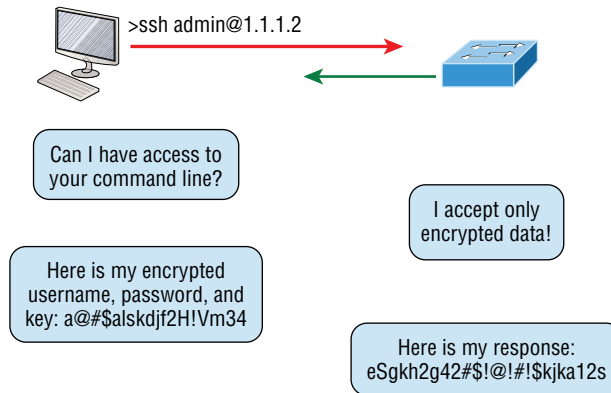 >ssh admin@1.1.1.2
Can I have access to
your command line?
I accept only
encrypted data!
Here is my encrypted
username, password, and
key: a@#$alskdjf2H!Vm34
Here is my response:
eSgkh2g42#$!@!#!$kjka12s